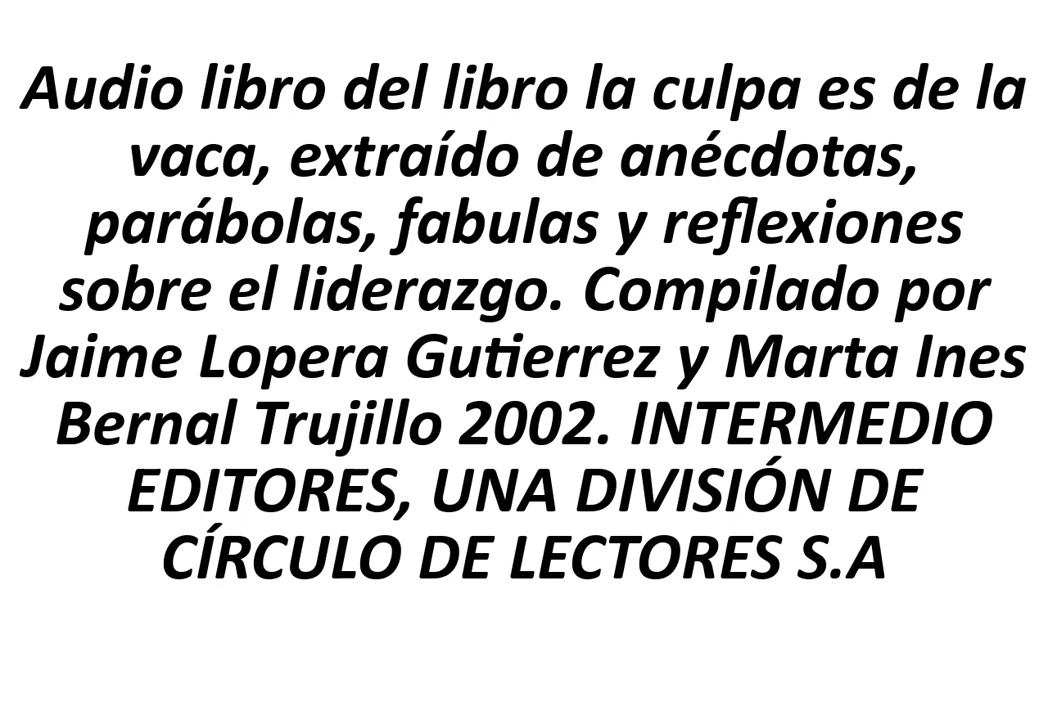 Audio libro del libro la culpa es de la
vaca, extraído de anécdotas,
parábolas, fabulas y reflexiones
sobre el liderazgo. Compilado por
Jaime Lopera Gutierrez y Marta Ines
Bernal Trujillo 2002. INTERMEDIO
EDITORES, UNA DIVISIÓN DE
CÍRCULO DE LECTORES S.A